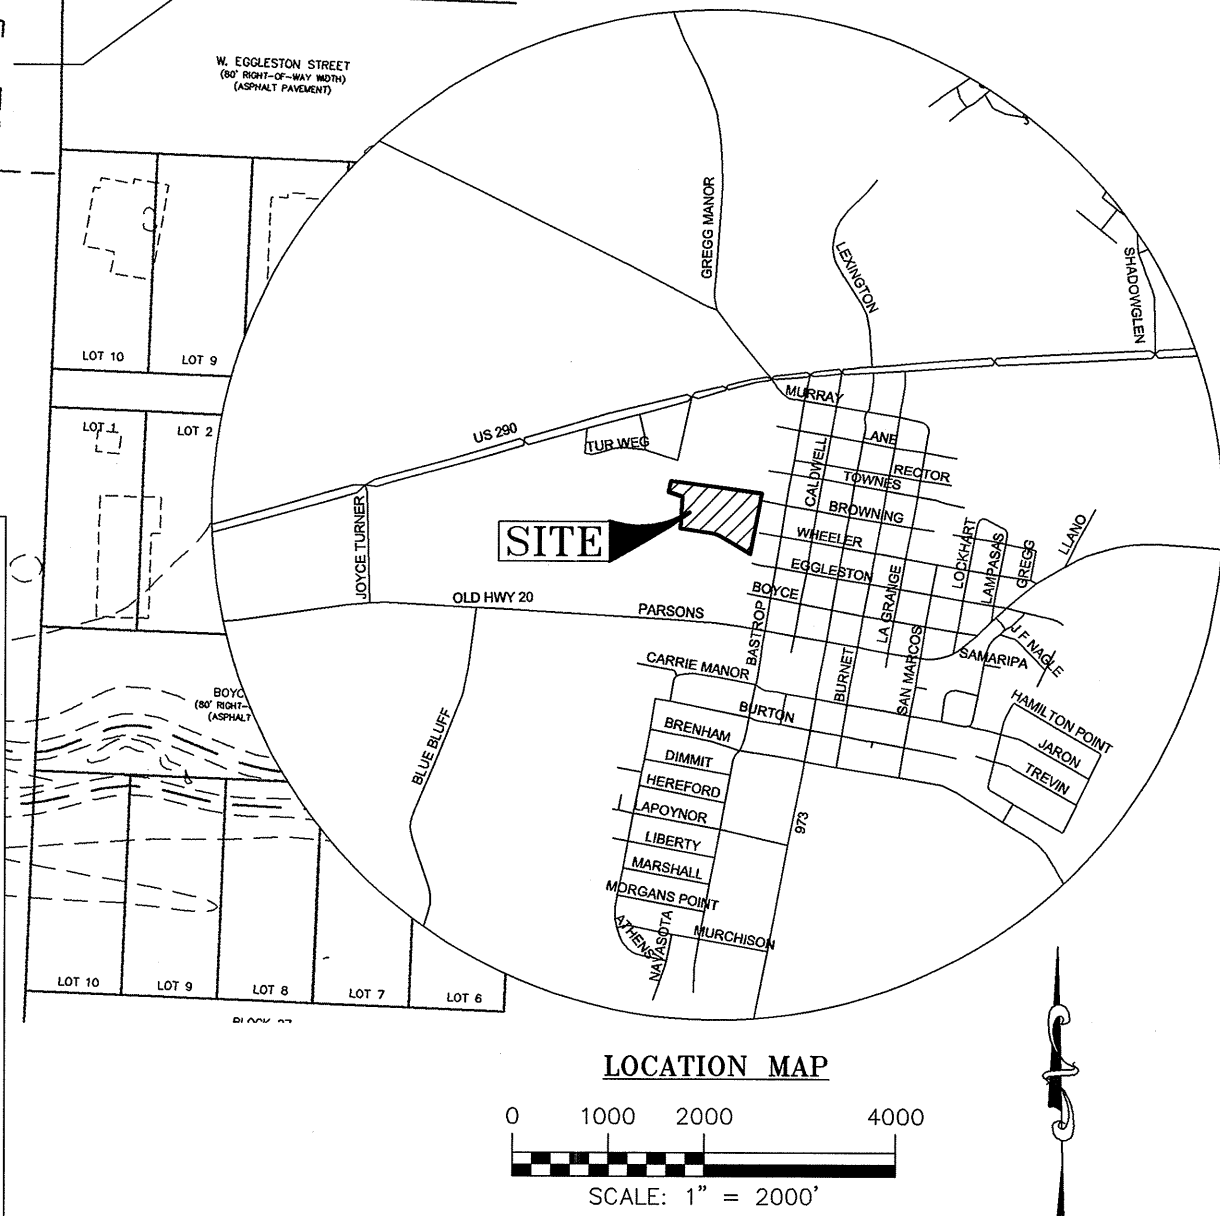 W. EGGLESTON STREET
(80' RIGHT-OF-WAY WIDTH)
(ASPHALT PAVEMENT)
GREGG MANOR
LEXINGTON
SHADOWGLEN
LOT 10
LOT 9
LOT 1
LOT 2
US 290
TUR WEG
MURRAY
LANE
RECTOR
TOWNES
CALDWELL
BROWNING
WHEELER
EGGLESTON
BOYCE
SITE
JOYCE TURNER
OLD HWY 20
PARSONS
BASTROP
LA GRANGE
LOCKHART
LAMPASAS
GREGG
LLANO
J F NAGLE
SAMARIPA
SAN MARCOS
BURNET
CARRIE MANOR
BURTON
BRENHAM
DIMMIT
HEREFORD
LAPOYNOR
LIBERTY
MARSHALL
MORGANS POINT
ATHENS
NAVASOTA
MURCHISON
973
HAMILTON POINT
JARON
TREVIN
BLUE BLUFF
BOYC
(80' RIGHT-
(ASPHALT
LOT 10
LOT 9
LOT 8
LOT 7
LOT 6
LOCATION MAP
0 1000 2000 4000
SCALE: 1" = 2000'